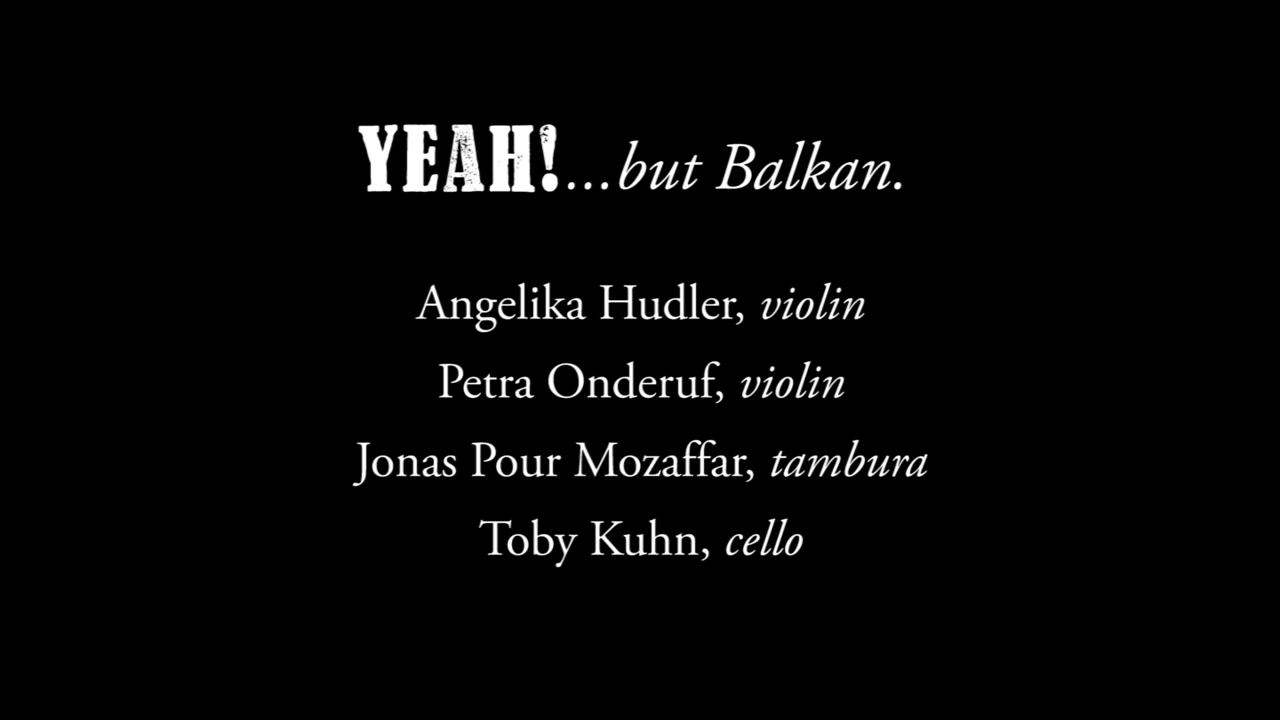 YEAH!...but Balkan.
Angelika Hudler, violin
Petra Onderuf, violin
Jonas Pour Mozaffar, tambura
Toby Kuhn, cello